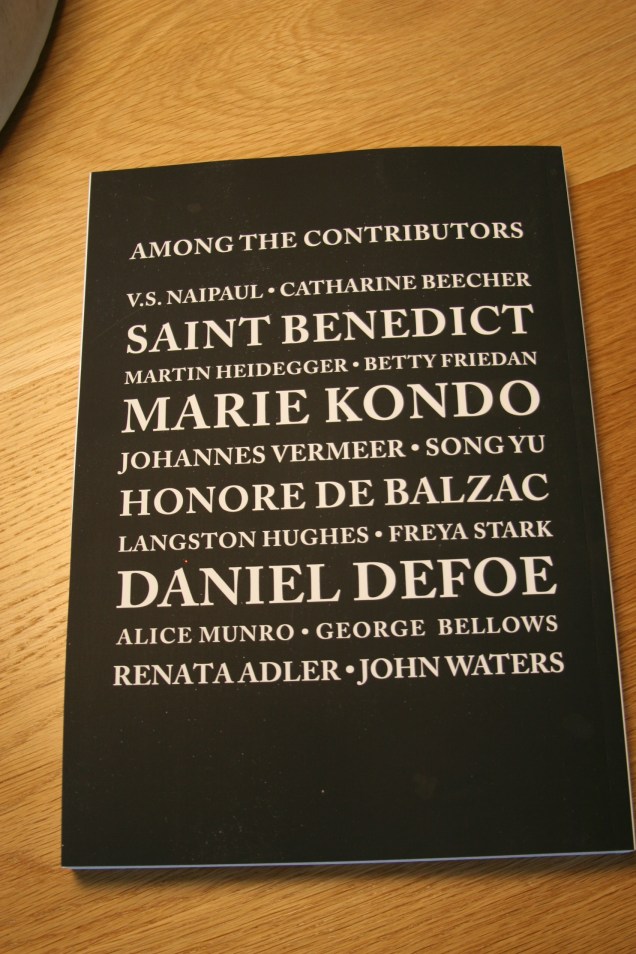 AMONG THE CONTRIBUTORS
V.S. NAIPAUL • CATHARINE BEECHER
SAINT BENEDICT
MARTIN HEIDEGGER • BETTY FRIEDAN
MARIE KONDO
JOHANNES VERMEER • SONG YU
HONORE DE BALZAC
LANGSTON HUGHES • FREYA STARK
DANIEL DEFOE
ALICE MUNRO • GEORGE BELLOWS
RENATA ADLER • JOHN WATERS